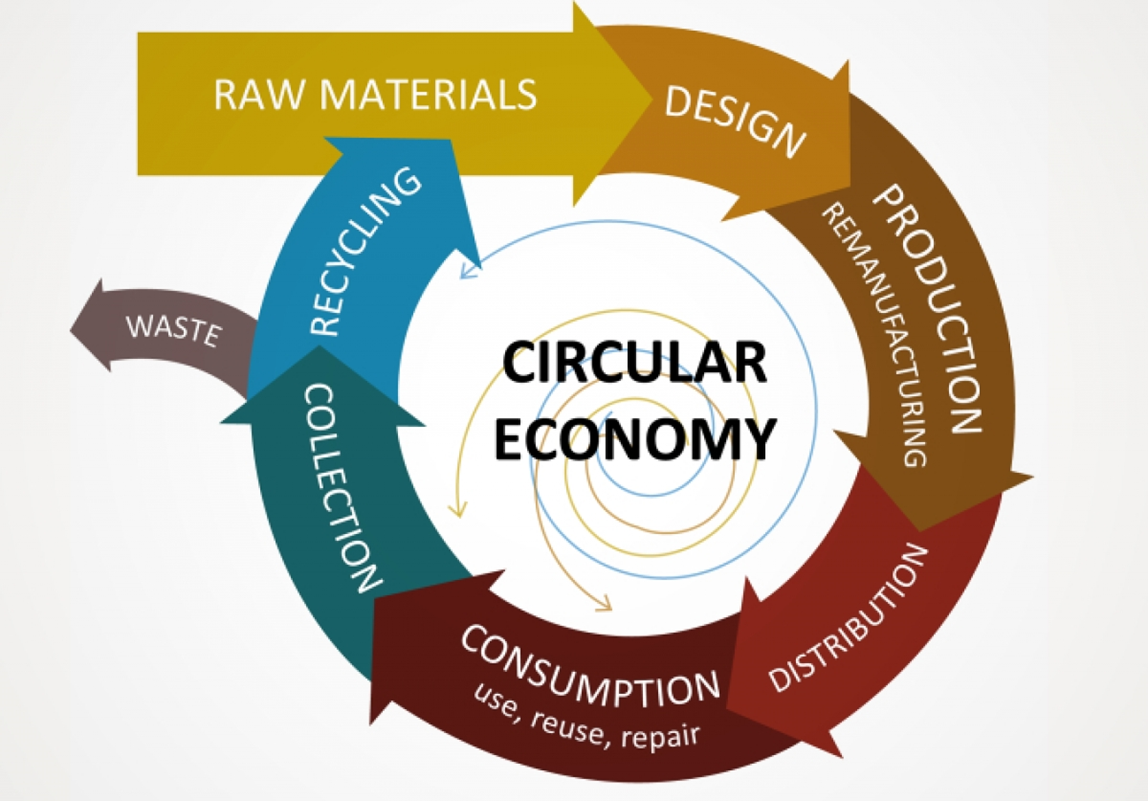 RAW MATERIALS
DESIGN
PRODUCTION
REMANUFACTURING
DISTRIBUTION
CONSUMPTION
use, reuse, repair
COLLECTION
RECYCLING
WASTE
CIRCULAR
ECONOMY